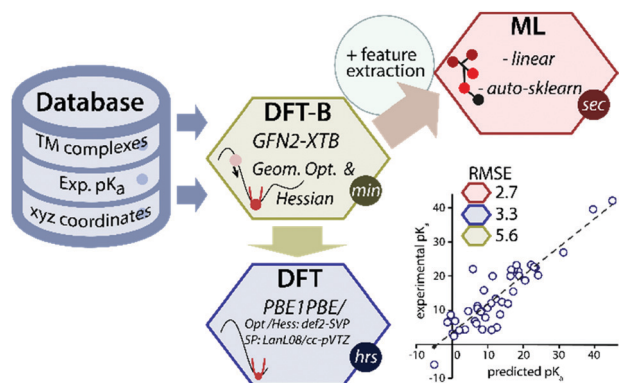 Database
TM complexes
Exp. pKa
xyz coordinates
DFT-B
GFN2-XTB
Geom. Opt. &
Hessian
min
+ feature
extraction
ML
- linear
- auto-sklearn
sec
DFT
PBE1PBE/
Opt/Hess: def2-SVP
SP: LanL08/cc-pVTZ
hrs
RMSE
2.7
3.3
5.6
experimental pKa
40
30
20
10
0
-10
-10
0
10
20
30
40
predicted pKa